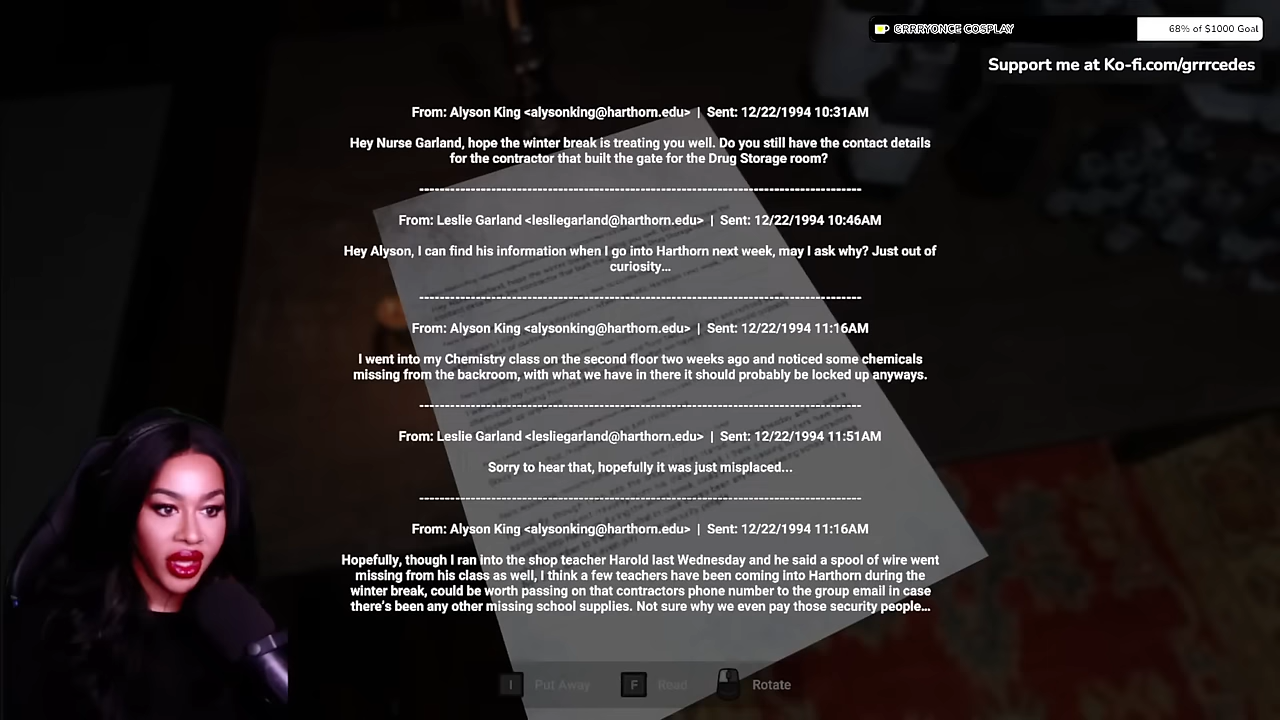 GRRRYONCE COSPLAY
68% of $1000 Goal
Support me at Ko-fi.com/grrrcedes
From: Alyson King <alysonking@harthorn.edu> | Sent: 12/22/1994 10:31AM
Hey Nurse Garland, hope the winter break is treating you well. Do you still have the contact details
for the contractor that built the gate for the Drug Storage room?
--------------------------------------------------------------------------------------
From: Leslie Garland <lesliegarland@harthorn.edu> | Sent: 12/22/1994 10:46AM
Hey Alyson, I can find his information when I go into Harthorn next week, may I ask why? Just out of
curiosity...
--------------------------------------------------------------------------------------
From: Alyson King <alysonking@harthorn.edu> | Sent: 12/22/1994 11:16AM
I went into my Chemistry class on the second floor two weeks ago and noticed some chemicals
missing from the backroom, with what we have in there it should probably be locked up anyways.
--------------------------------------------------------------------------------------
From: Leslie Garland <lesliegarland@harthorn.edu> | Sent: 12/22/1994 11:51AM
Sorry to hear that, hopefully it was just misplaced...
--------------------------------------------------------------------------------------
From: Alyson King <alysonking@harthorn.edu> | Sent: 12/22/1994 11:16AM
Hopefully, though I ran into the shop teacher Harold last Wednesday and he said a spool of wire went
missing from his class as well, I think a few teachers have been coming into Harthorn during the
winter break, could be worth passing on that contractors phone number to the group email in case
there's been any other missing school supplies. Not sure why we even pay those security people...
I Put Away F Read Rotate